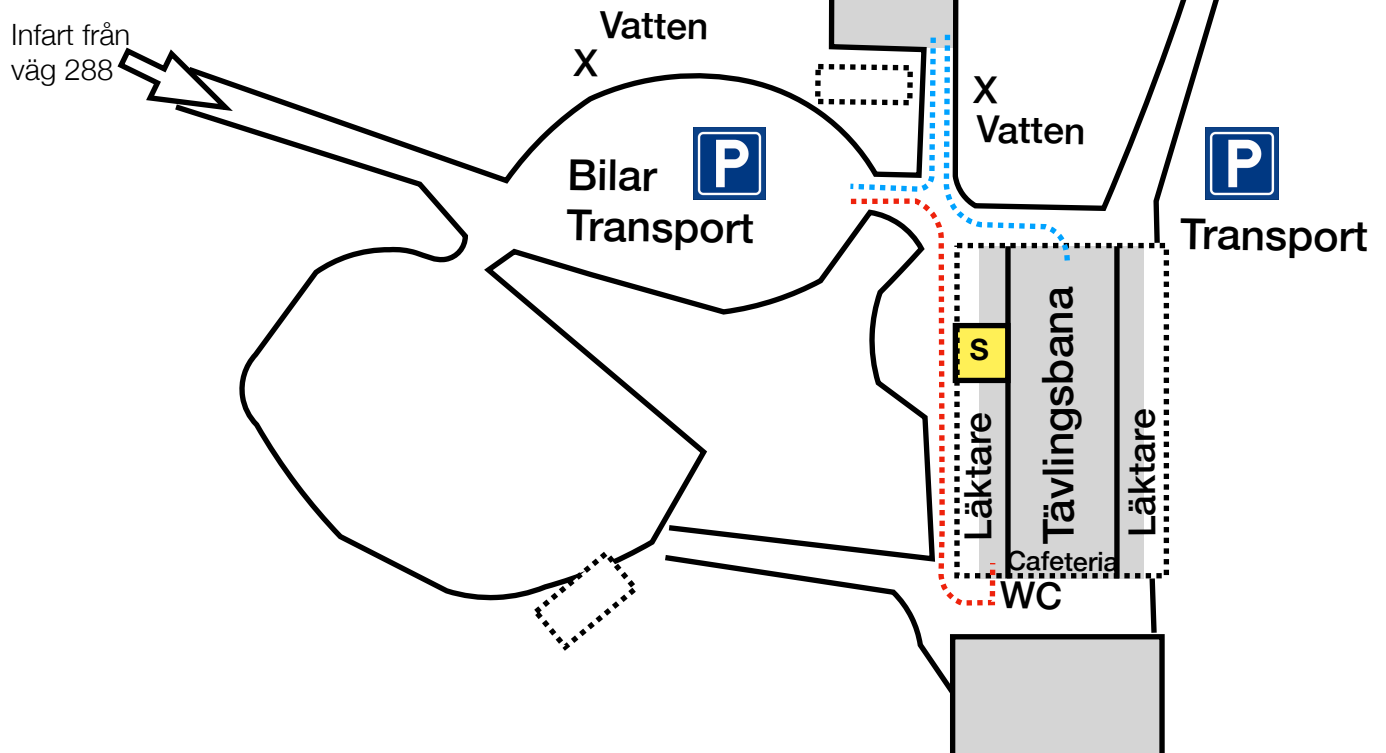 Infart från
väg 288
Vatten
X
X
Vatten
P
Bilar
Transport
P
Transport
S
Läktare
Tävlingsbana
Läktare
Cafeteria
WC